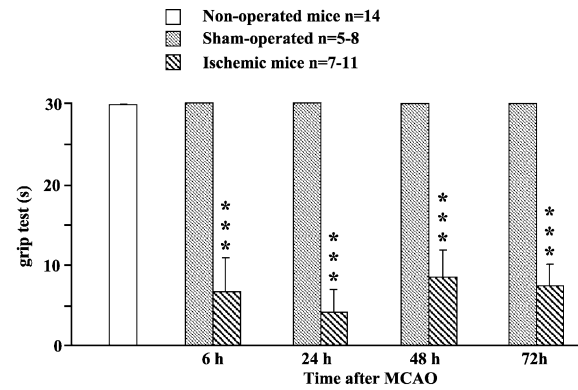 Non-operated mice n=14
Sham-operated n=5-8
Ischemic mice n=7-11
30
20
10
0
grip test (s)
***
***
***
***
6 h
24 h
48 h
72h
Time after MCAO